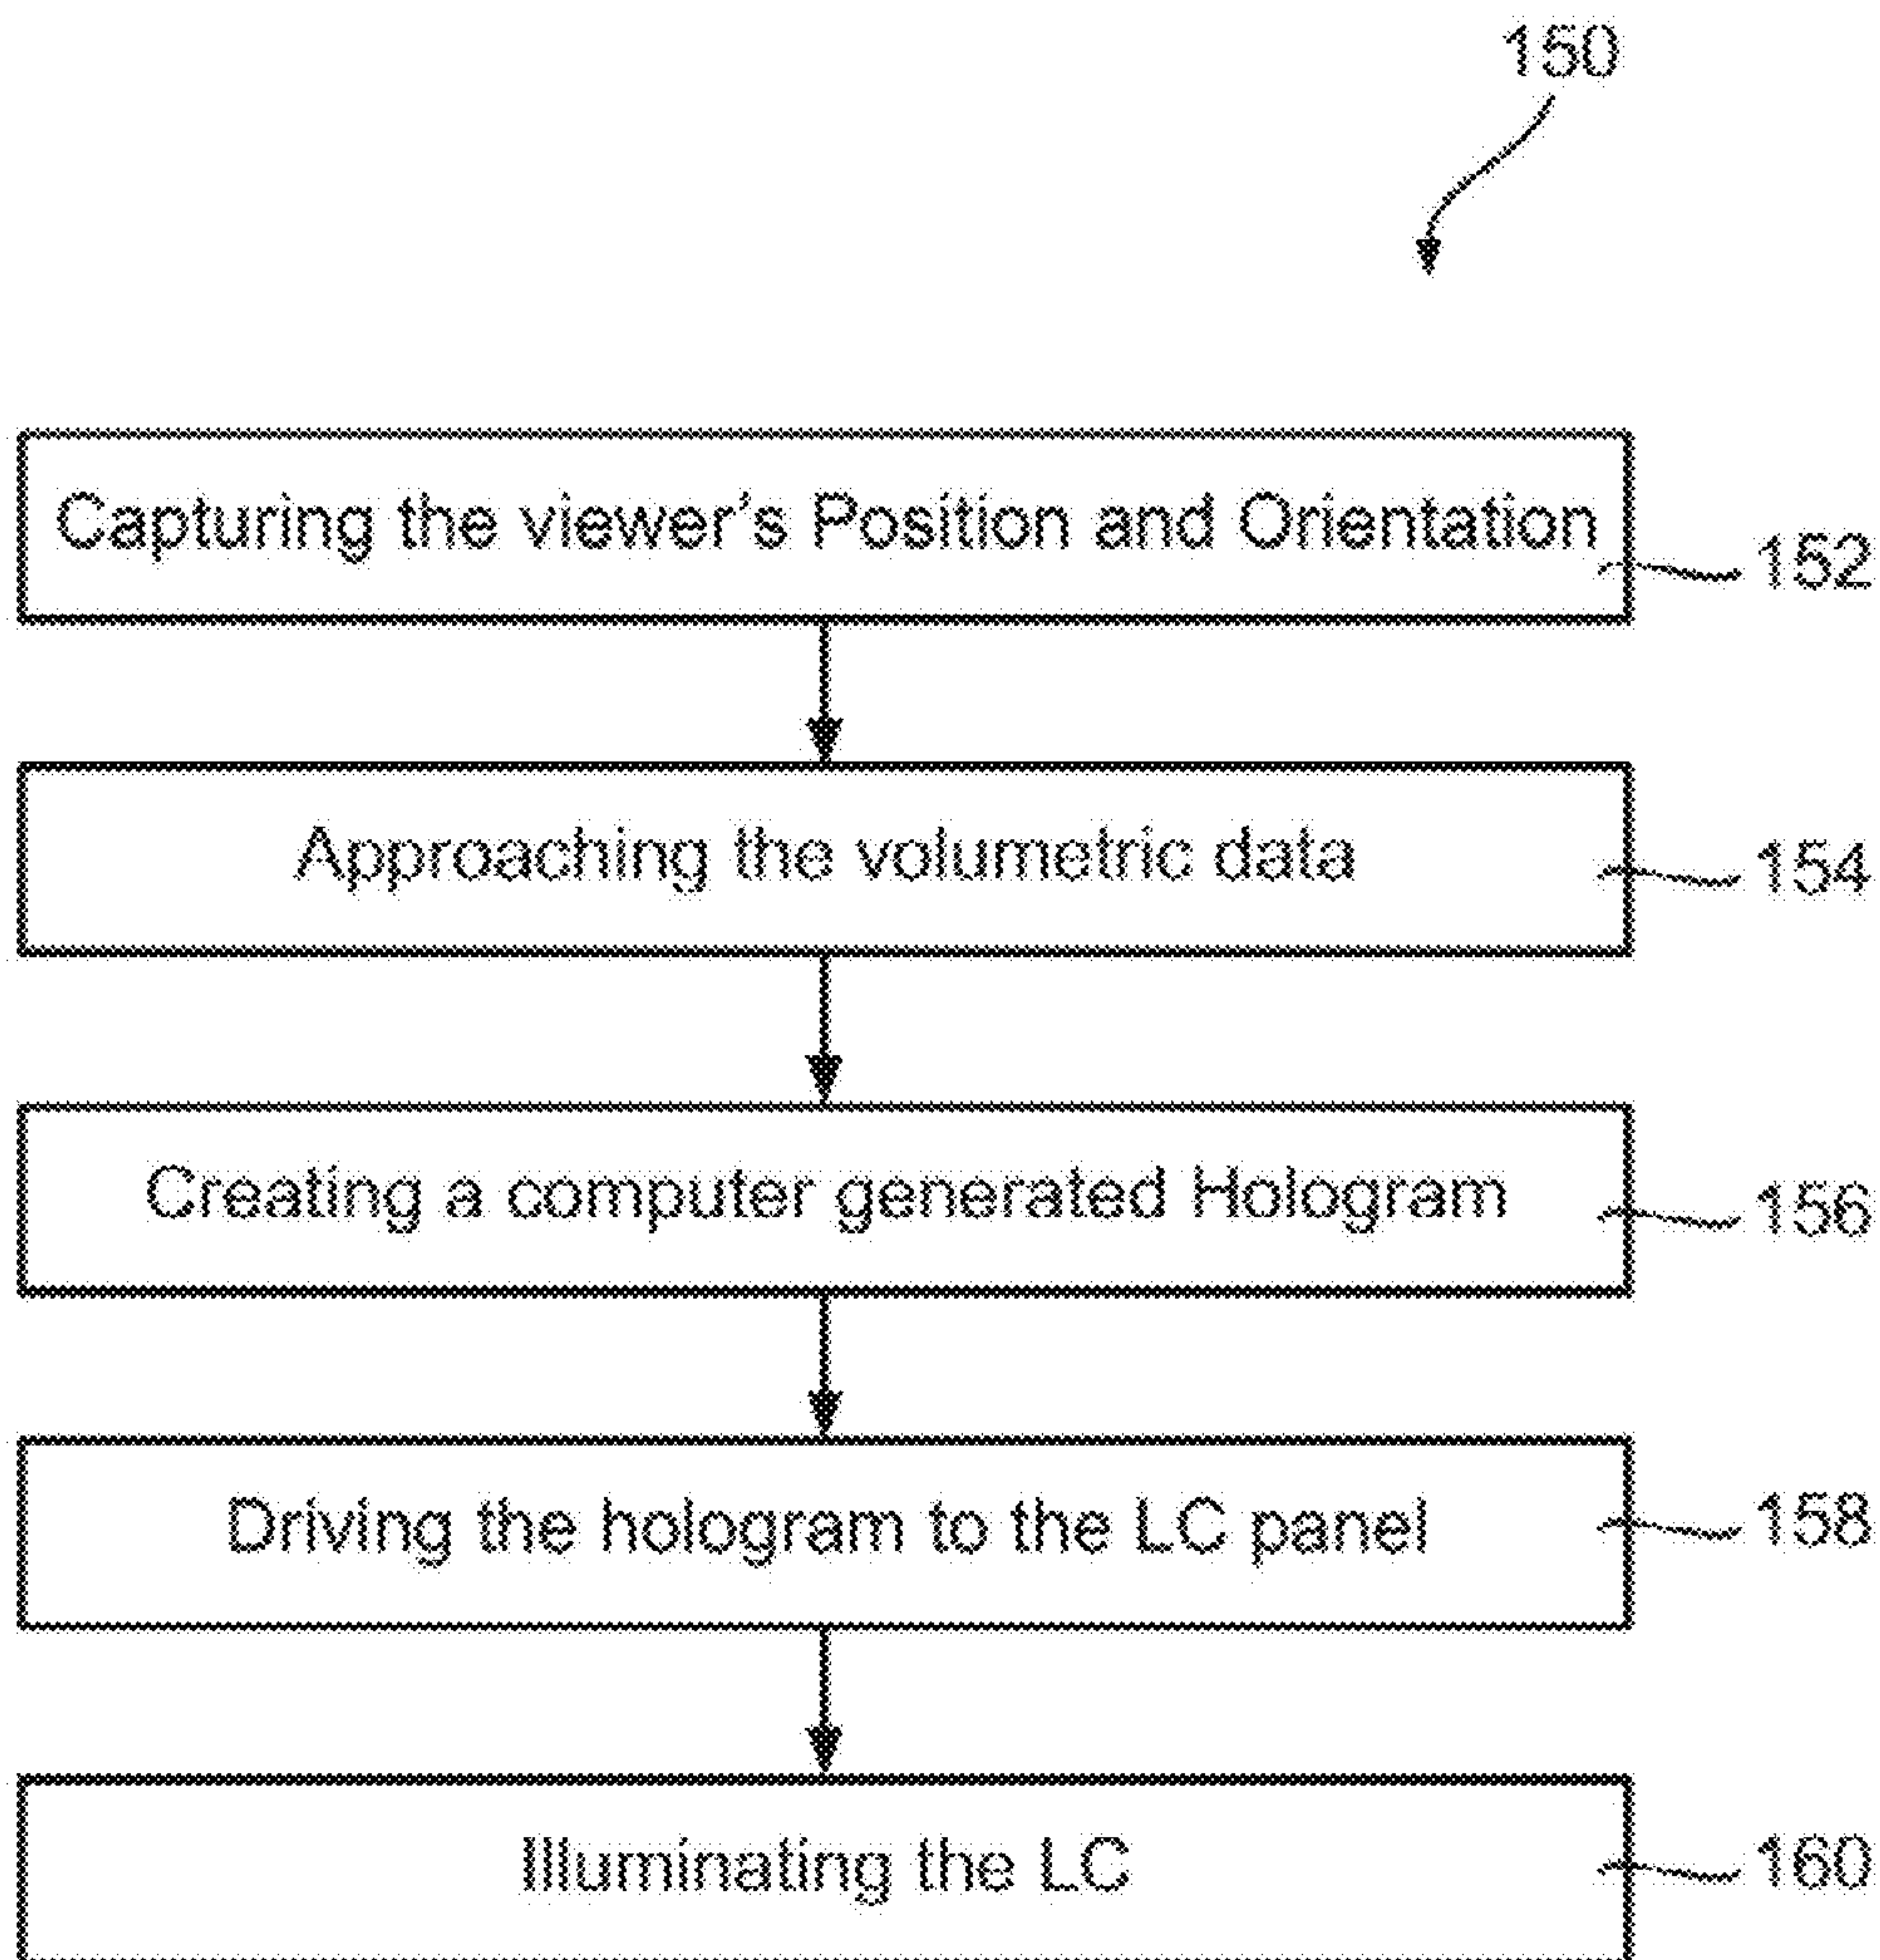 150
Capturing the viewer's Position and Orientation
152
Approaching the volumetric data
154
Creating a computer generated Hologram
156
Driving the hologram to the LC panel
158
Illuminating the LC
160